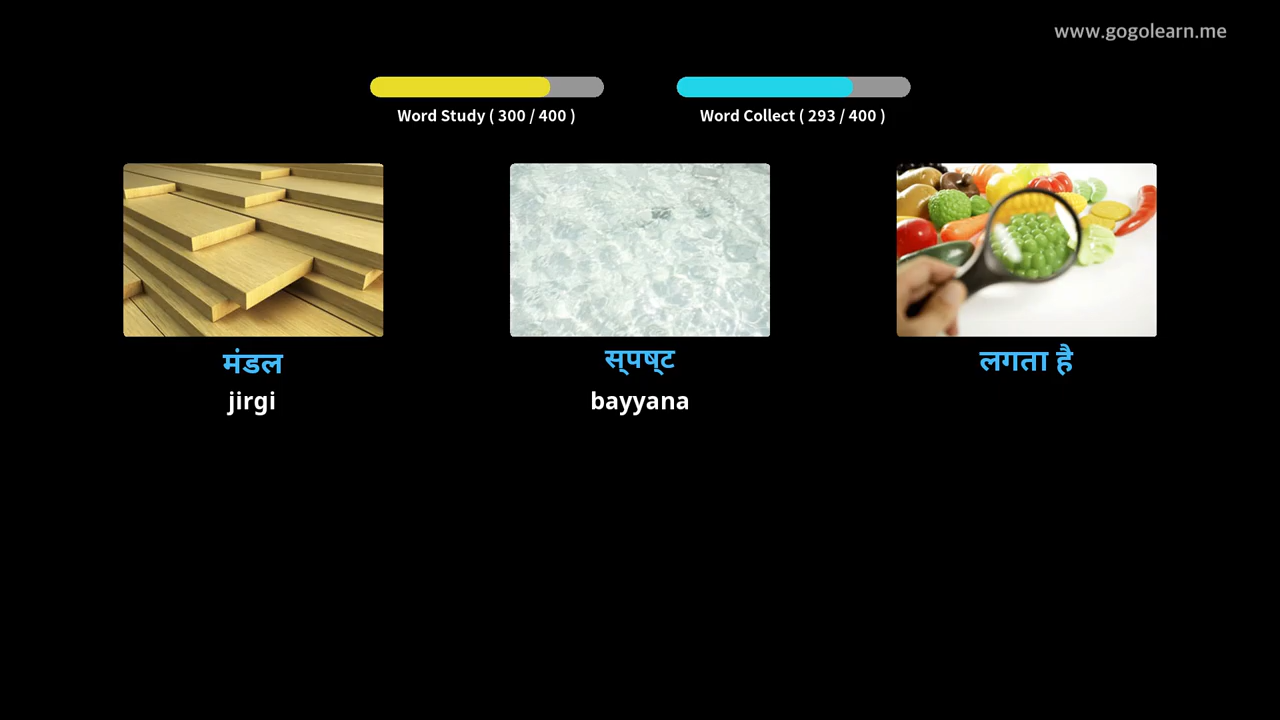 www.gogolearn.me
Word Study ( 300 / 400 )
Word Collect ( 293 / 400 )
मंडल
jirgi
स्पष्ट
bayyana
लगता है